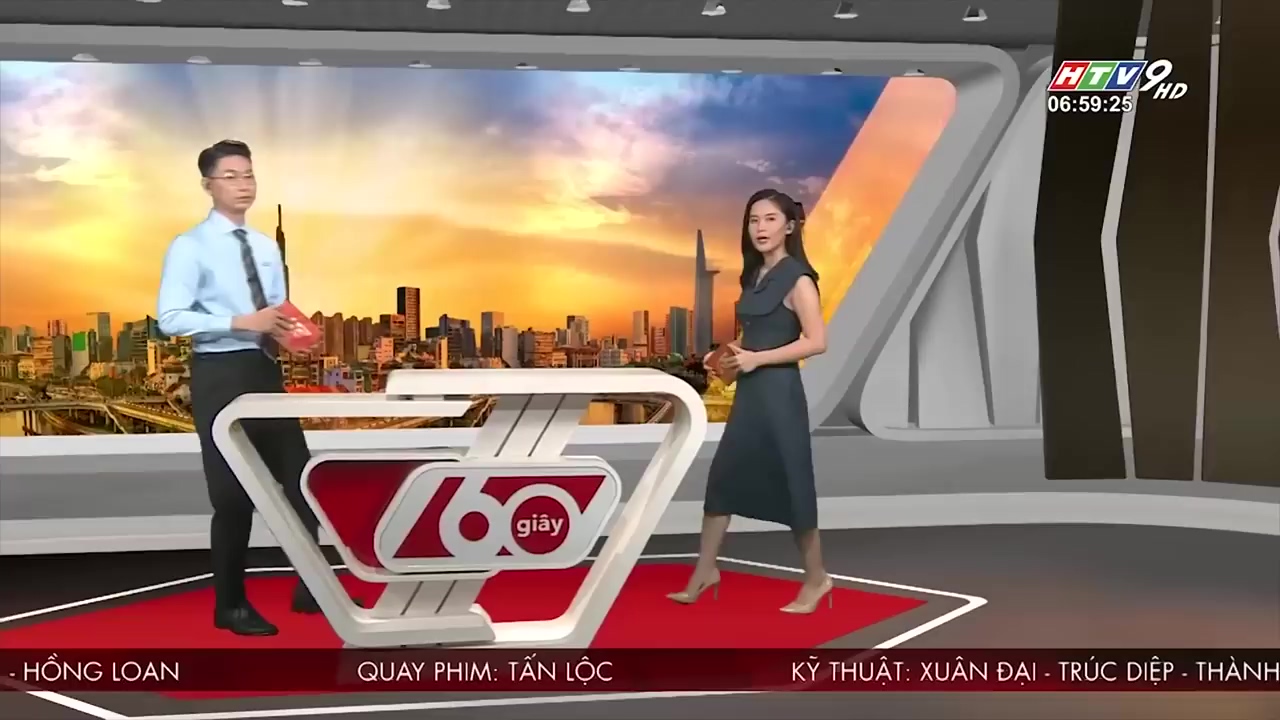 HTV9
HD
06:59:25
60
giây
- HỒNG LOAN QUAY PHIM: TẤN LỘC KỸ THUẬT: XUÂN ĐẠI - TRÚC DIỆP - THÀNH